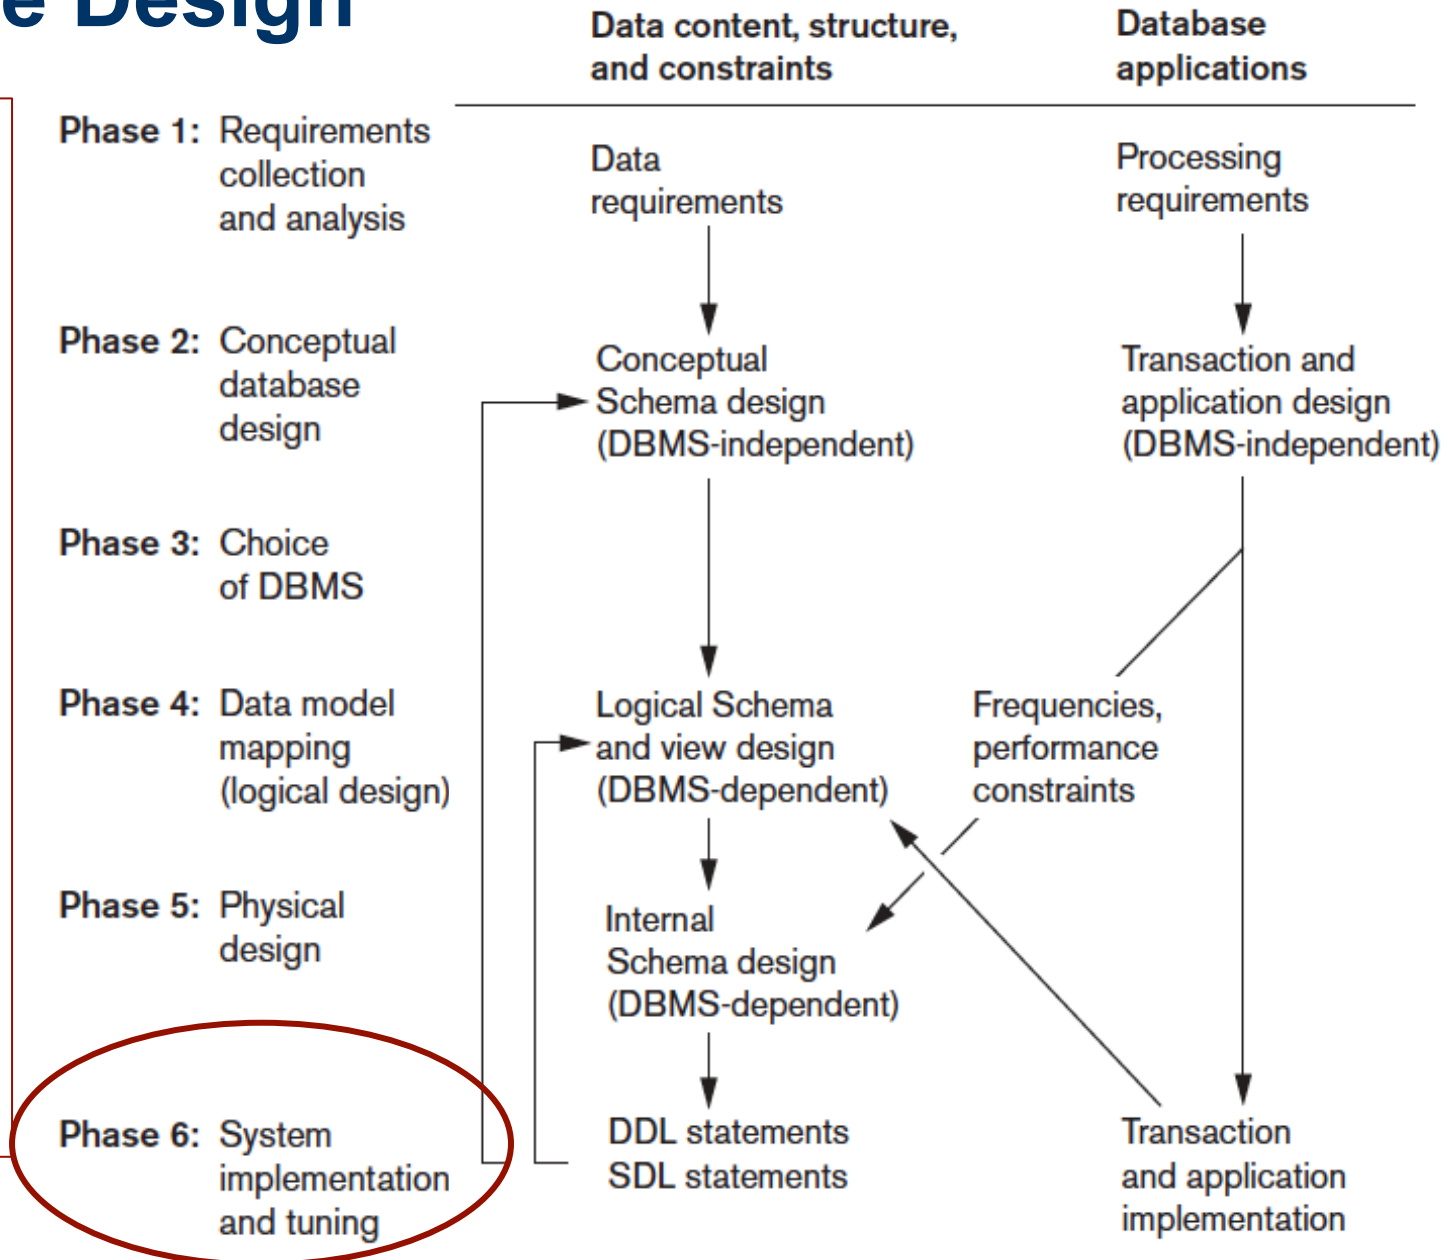 e Design
Data content, structure,
and constraints
Database
applications
Phase 1: Requirements
collection
and analysis
Data
requirements
Processing
requirements
Phase 2: Conceptual
database
design
Conceptual
Schema design
(DBMS-independent)
Transaction and
application design
(DBMS-independent)
Phase 3: Choice
of DBMS
Phase 4: Data model
mapping
(logical design)
Logical Schema
and view design
(DBMS-dependent)
Frequencies,
performance
constraints
Phase 5: Physical
design
Internal
Schema design
(DBMS-dependent)
Phase 6: System
implementation
and tuning
DDL statements
SDL statements
Transaction
and application
implementation